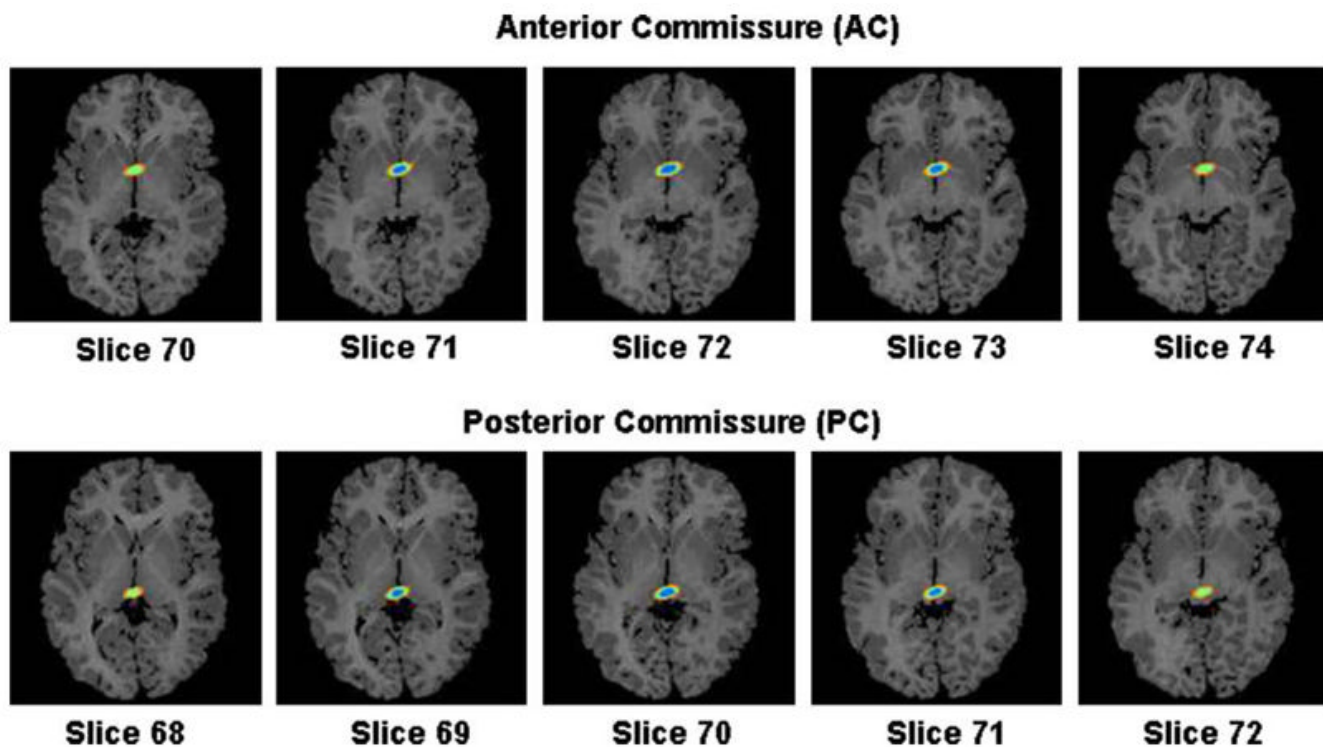 Anterior Commissure (AC)
Slice 70 Slice 71 Slice 72 Slice 73 Slice 74
Posterior Commissure (PC)
Slice 68 Slice 69 Slice 70 Slice 71 Slice 72